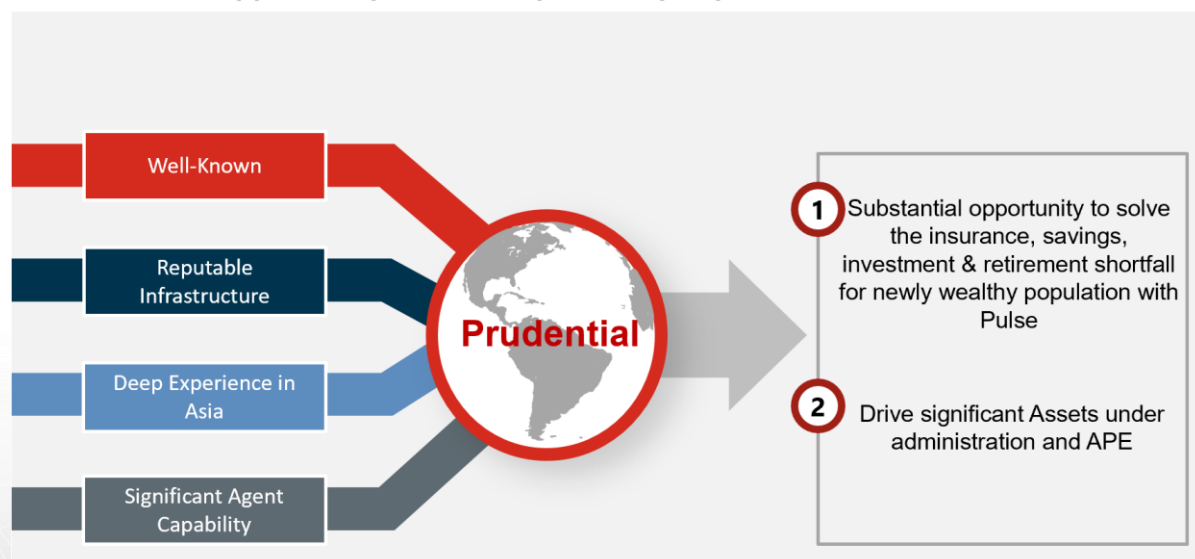 Well-Known
Reputable
Infrastructure
Deep Experience in
Asia
Significant Agent
Capability
Prudential
1
Substantial opportunity to solve
the insurance, savings,
investment & retirement shortfall
for newly wealthy population with
Pulse
2
Drive significant Assets under
administration and APE